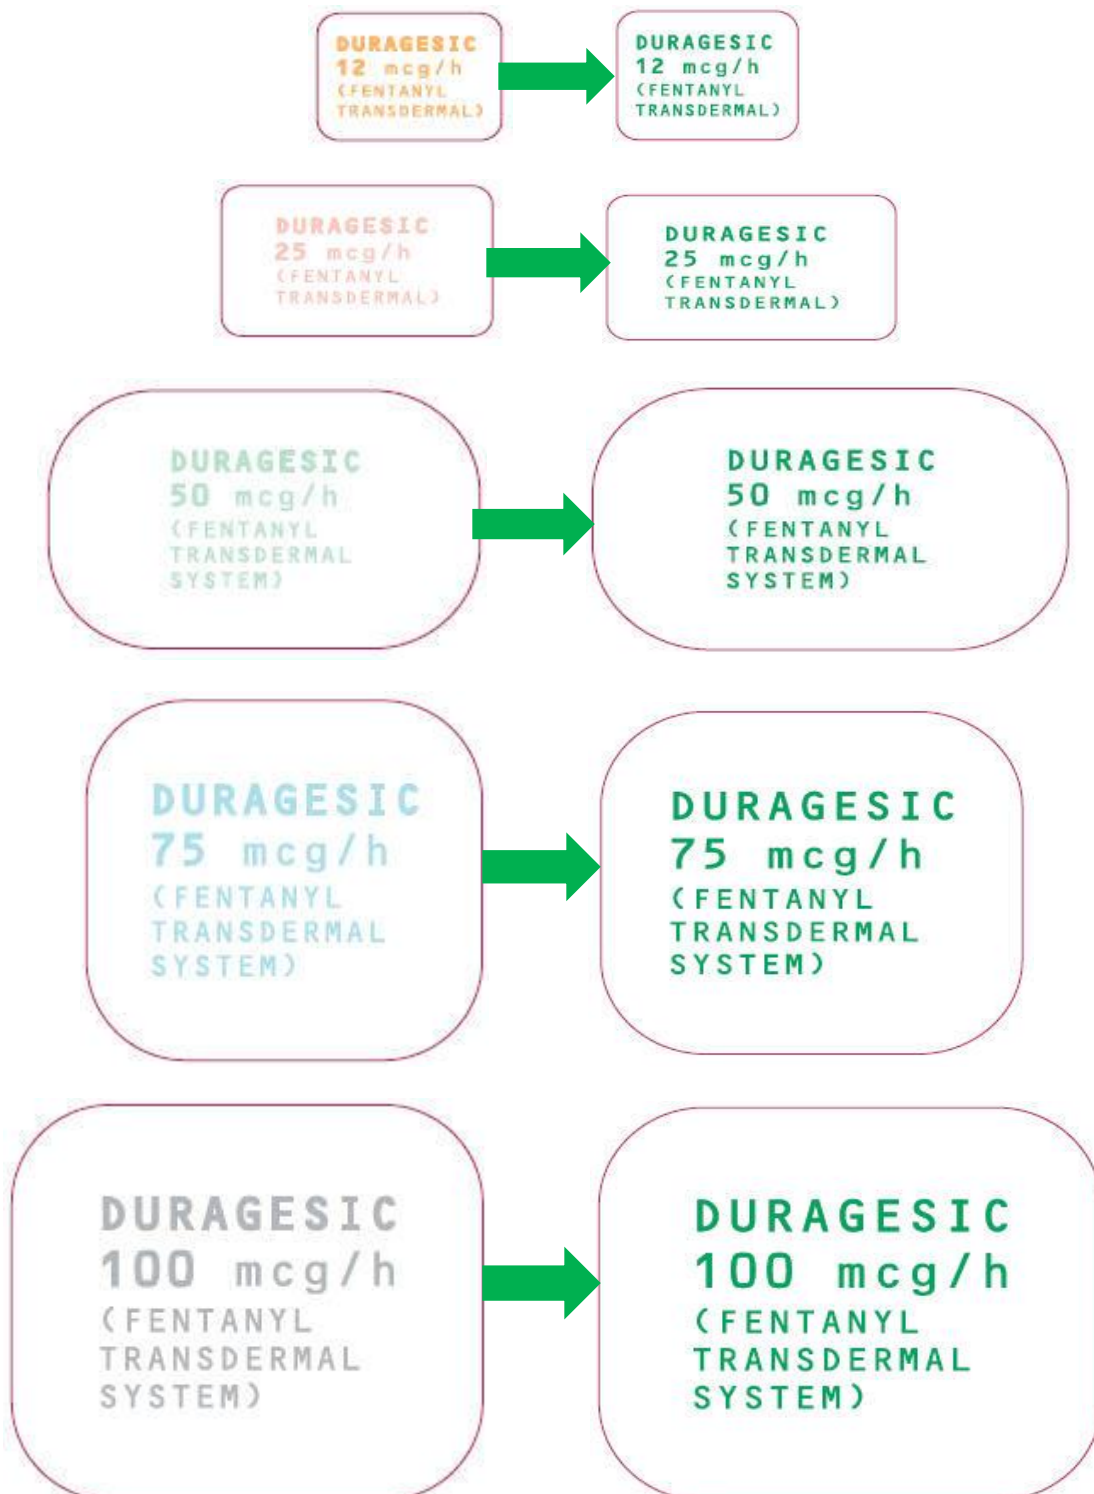 DURAGESIC
12 mcg/h
(FENTANYL
TRANSDERMAL)
DURAGESIC
12 mcg/h
(FENTANYL
TRANSDERMAL)
DURAGESIC
25 mcg/h
(FENTANYL
TRANSDERMAL)
DURAGESIC
25 mcg/h
(FENTANYL
TRANSDERMAL)
DURAGESIC
50 mcg/h
(FENTANYL
TRANSDERMAL
SYSTEM)
DURAGESIC
50 mcg/h
(FENTANYL
TRANSDERMAL
SYSTEM)
DURAGESIC
75 mcg/h
(FENTANYL
TRANSDERMAL
SYSTEM)
DURAGESIC
75 mcg/h
(FENTANYL
TRANSDERMAL
SYSTEM)
DURAGESIC
100 mcg/h
(FENTANYL
TRANSDERMAL
SYSTEM)
DURAGESIC
100 mcg/h
(FENTANYL
TRANSDERMAL
SYSTEM)